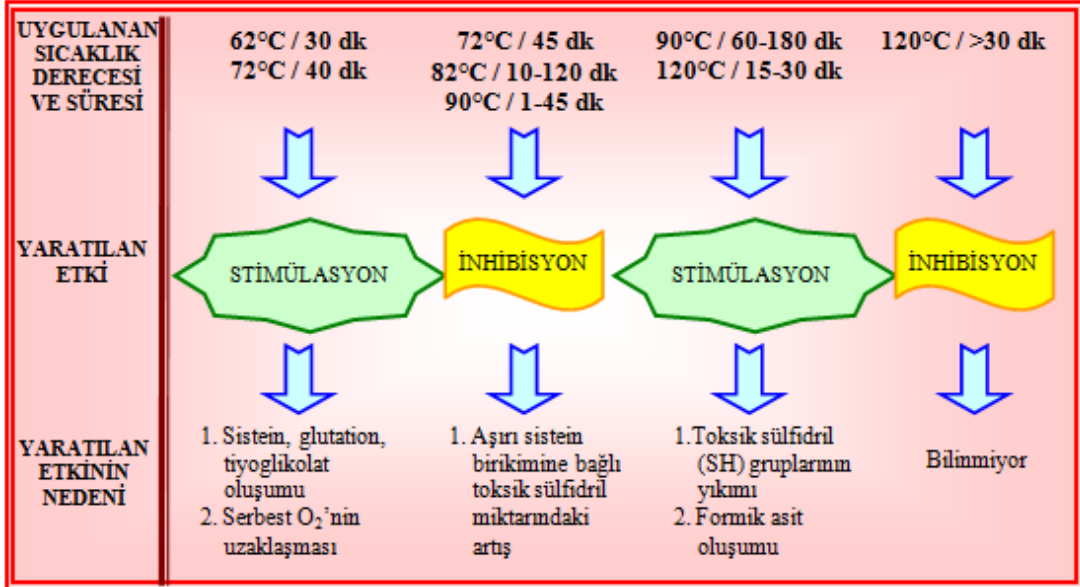 UYGULANAN
SICAKLIK
DERECESİ
VE SÜRESİ
62°C / 30 dk
72°C / 40 dk
72°C / 45 dk
82°C / 10-120 dk
90°C / 1-45 dk
90°C / 60-180 dk
120°C / 15-30 dk
120°C / >30 dk
YARATILAN
ETKİ
STİMÜLASYON
İNHİBİSYON
STİMÜLASYON
İNHİBİSYON
YARATILAN
ETKİNİN
NEDENİ
1. Sistein, glutation,
tiyoglikolat
oluşumu
2. Serbest O₂'nin
uzaklaşması
1. Aşırı sistein
birikimine bağlı
toksik sülfidril
miktarındaki
artış
1.Toksik sülfidril
(SH) gruplarının
yıkımı
2. Formik asit
oluşumu
Bilinmiyor